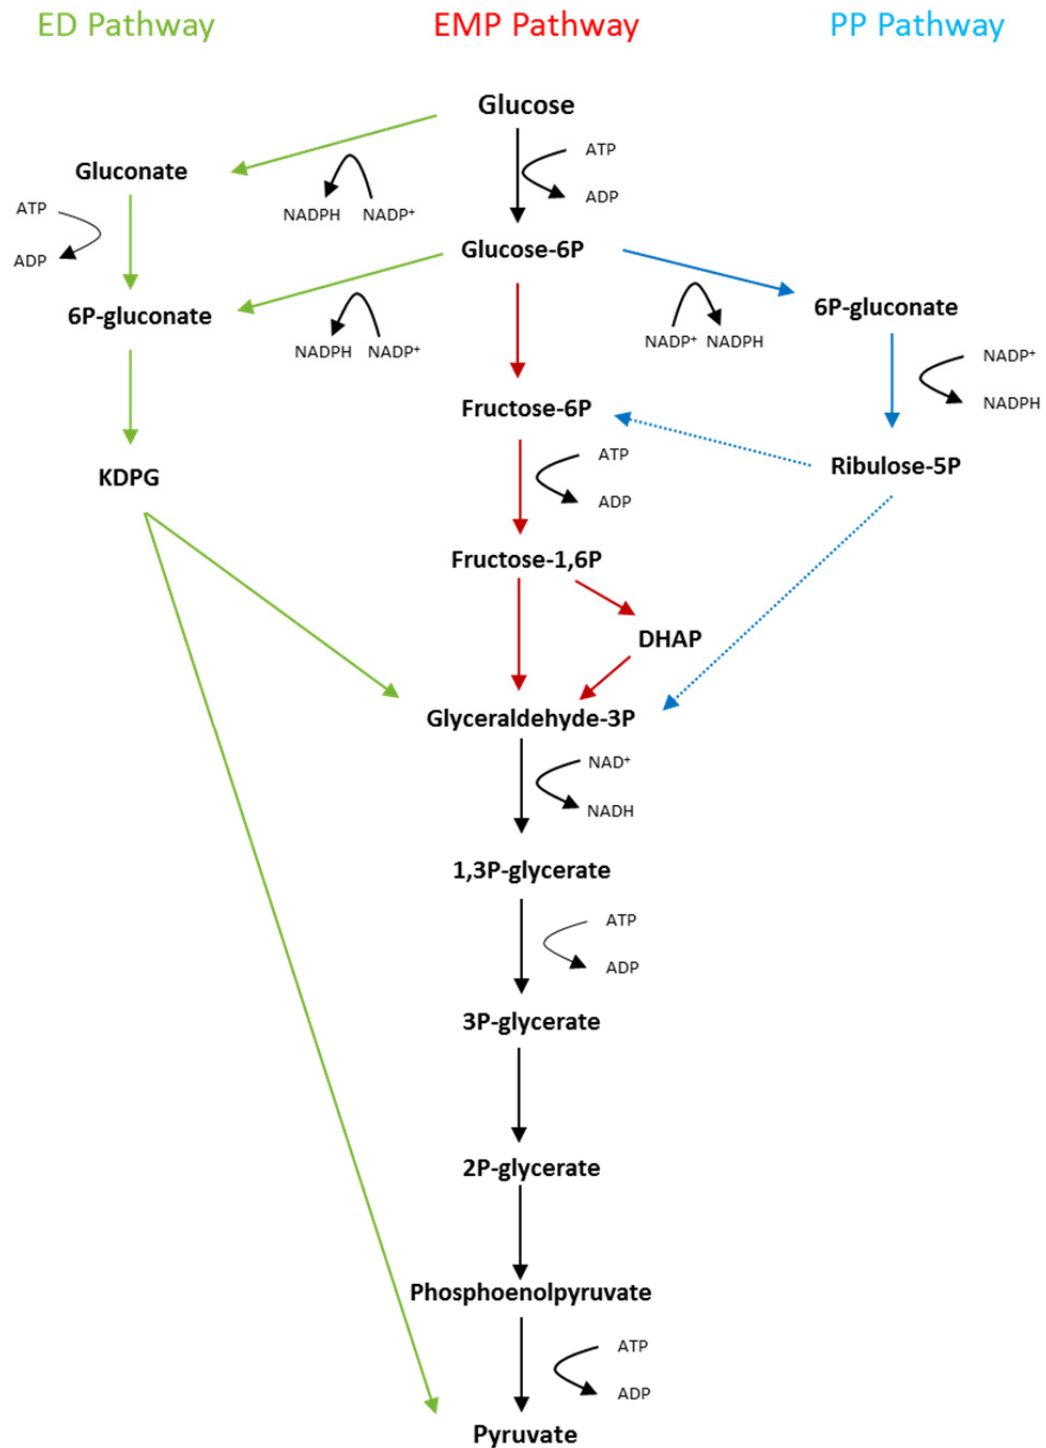 ED Pathway
EMP Pathway
PP Pathway
Glucose
ATP
ADP
Gluconate
NADPH NADP+
ATP
ADP
Glucose-6P
6P-gluconate
NADPH NADP+
NADP+ NADPH
6P-gluconate
NADP+
NADPH
Fructose-6P
ATP
ADP
Ribulose-5P
KDPG
Fructose-1,6P
DHAP
Glyceraldehyde-3P
NAD+
NADH
1,3P-glycerate
ATP
ADP
3P-glycerate
2P-glycerate
Phosphoenolpyruvate
ATP
ADP
Pyruvate